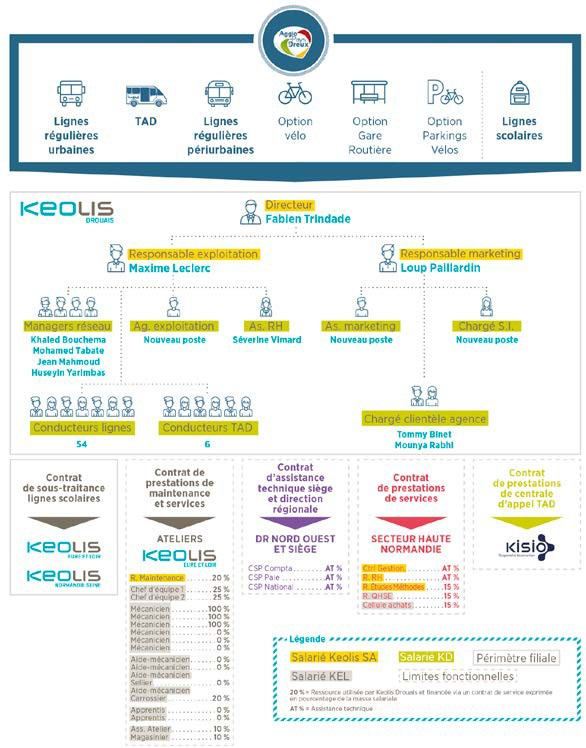 Agglo
du Pays
de Dreux
Lignes
régulières
urbaines
TAD
Lignes
régulières
périurbaines
Option
vélo
Option
Gare
Routière
Option
Parkings
Vélos
Lignes
scolaires
KEOLIS
DROUAIS
Directeur
Fabien Trindade
Responsable exploitation
Maxime Leclerc
Responsable marketing
Loup Paillardin
Managers réseau
Khaled Bouchema
Mohamed Tabate
Jean Mahmoud
Huseyin Yarimbas
Ag. exploitation
Nouveau poste
As. RH
Séverine Vimard
As. marketing
Nouveau poste
Chargé S.I.
Nouveau poste
Conducteurs lignes
54
Conducteurs TAD
6
Chargé clientèle agence
Tommy Binet
Mounya Rabhi
Contrat
de sous-traitance
lignes scolaires
KEOLIS
EURE ET LOIR
KEOLIS
NORMANDIE SEINE
Contrat de
prestations de
maintenance
et services
ATELIERS
KEOLIS
EURE ET LOIR
R. Maintenance 20 %
Chef d'équipe 1 25 %
Chef d'équipe 2 25 %
Mécanicien 100 %
Mécanicien 100 %
Mécanicien 100 %
Mécanicien 0 %
Mécanicien 0 %
Mécanicien 0 %
Aide-mécanicien 0 %
Aide-mécanicien 0 %
Aide-mécanicien
Sellier 0 %
Aide-mécanicien
Carrossier 20 %
Apprentis 0 %
Apprentis 0 %
Ass. Atelier 10 %
Magasinier 10 %
Contrat
d'assistance
technique siège
et direction
régionale
DR NORD OUEST
ET SIÈGE
CSP Compta AT %
CSP Paie AT %
CSP National AT %
Contrat
de prestations
de services
SECTEUR HAUTE
NORMANDIE
Ctrl Gestion AT %
R. RH AT %
R. Études Méthodes 15 %
R. QHSE 15 %
Cellule achats 15 %
Contrat
de prestations
de centrale
d'appel TAD
kisio
Légende
Salarié Keolis SA
Salarié KD
Périmètre filiale
Salarié KEL
Limites fonctionnelles
20 % = Ressource utilisée par Keolis Drouais et financée via un contrat de service exprimée
en pourcentage de la masse salariale
AT % = Assistance technique